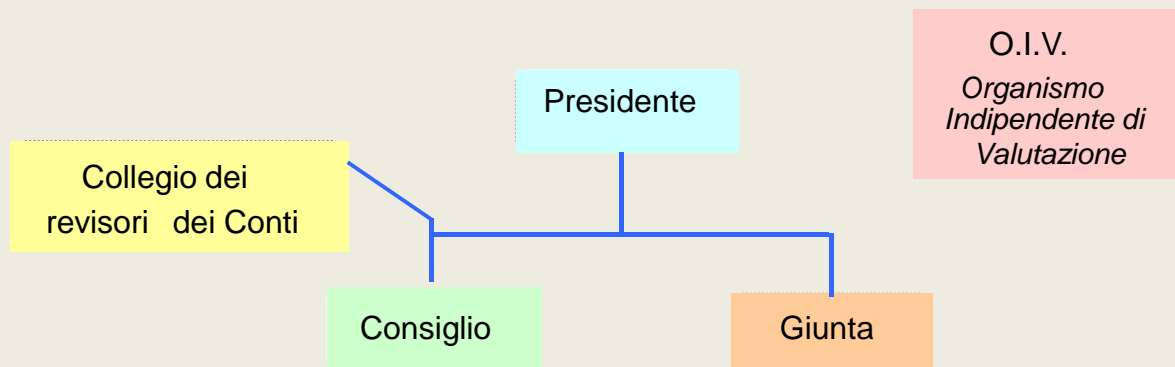 O.I.V.
Organismo
Indipendente di
Valutazione
Presidente
Collegio dei
revisori dei Conti
Consiglio
Giunta